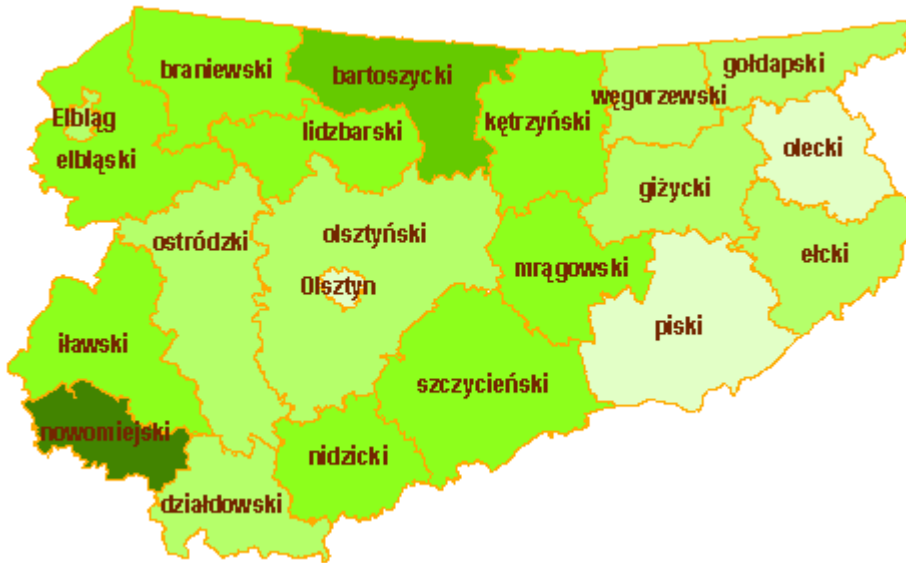 braniewski
bartoszycki
gołdapski
węgorzewski
Elbląg
lidzbarski
kętrzyński
elbląski
olecki
giżycki
ostródzki
olsztyński
ełcki
mrągowski
Olsztyn
piski
iławski
szczycieński
nowomiejski
nidzicki
działdowski